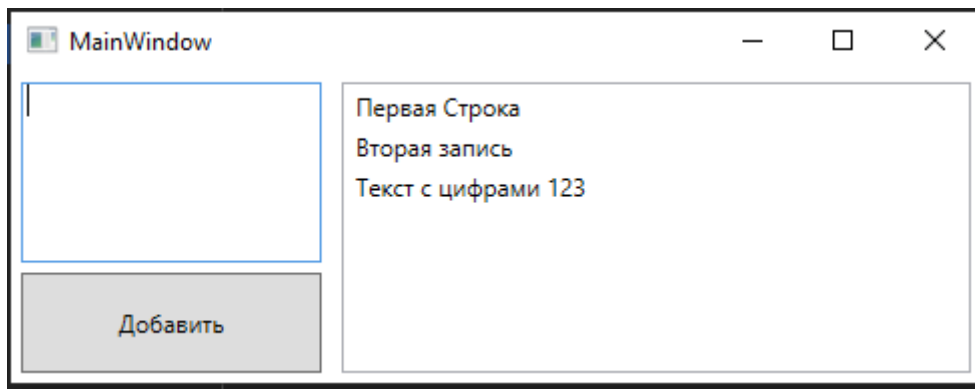 MainWindow
Первая Строка
Вторая запись
Текст с цифрами 123
Добавить